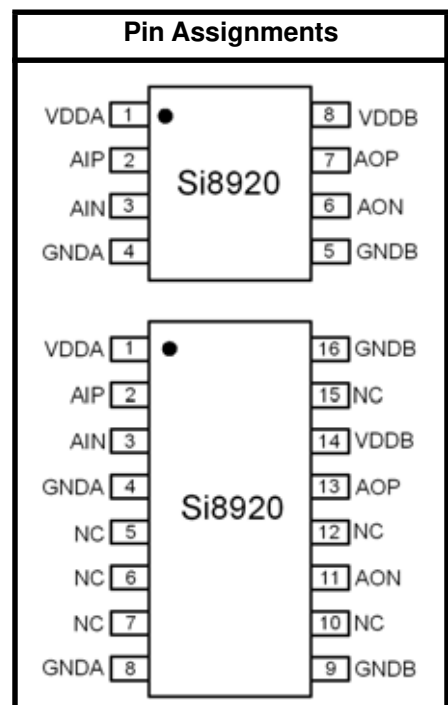 Pin Assignments
VDDA 1 8 VDDB
AIP 2 7 AOP
Si8920
AIN 3 6 AON
GNDA 4 5 GNDB
VDDA 1 16 GNDB
AIP 2 15 NC
AIN 3 14 VDDB
GNDA 4 13 AOP
Si8920
NC 5 12 NC
NC 6 11 AON
NC 7 10 NC
GNDA 8 9 GNDB